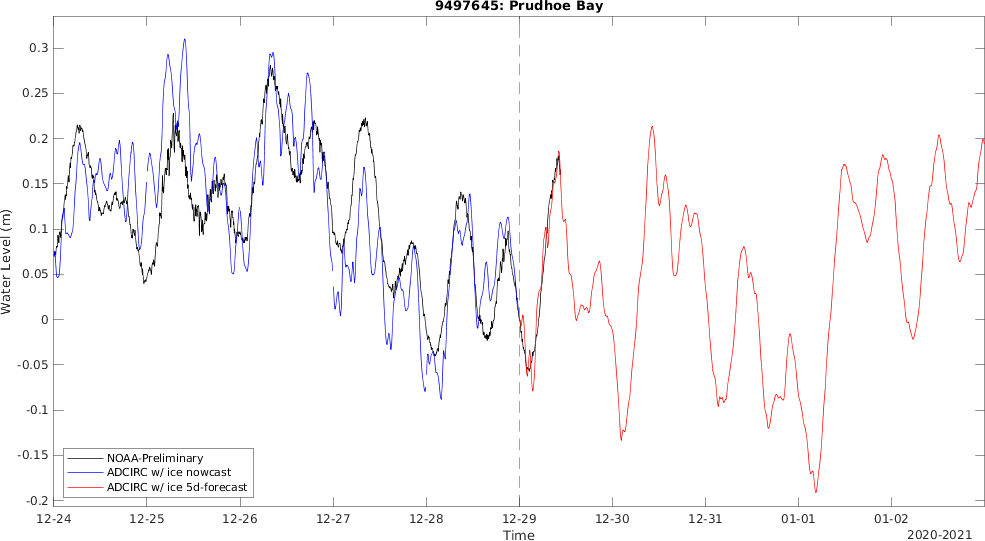 9497645: Prudhoe Bay
0.3
0.25
0.2
0.15
0.1
0.05
0
-0.05
-0.1
-0.15
-0.2
Water Level (m)
NOAA-Preliminary
ADCIRC w/ ice nowcast
ADCIRC w/ ice 5d-forecast
12-24 12-25 12-26 12-27 12-28 12-29 12-30 12-31 01-01 01-02
Time
2020-2021